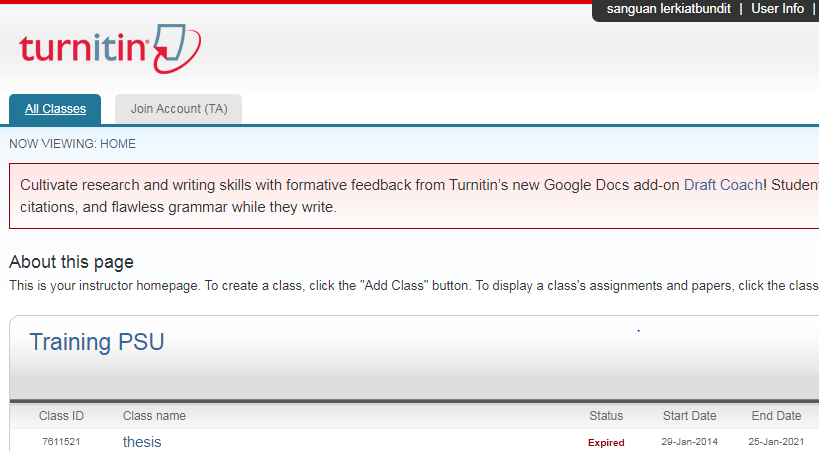 sanguan lerkiatbundit | User Info |
turnitin
All Classes Join Account (TA)
NOW VIEWING: HOME
Cultivate research and writing skills with formative feedback from Turnitin's new Google Docs add-on Draft Coach! Studen
citations, and flawless grammar while they write.
About this page
This is your instructor homepage. To create a class, click the "Add Class" button. To display a class's assignments and papers, click the class
Training PSU
Class ID Class name Status Start Date End Date
7611521 thesis Expired 29-Jan-2014 25-Jan-2021